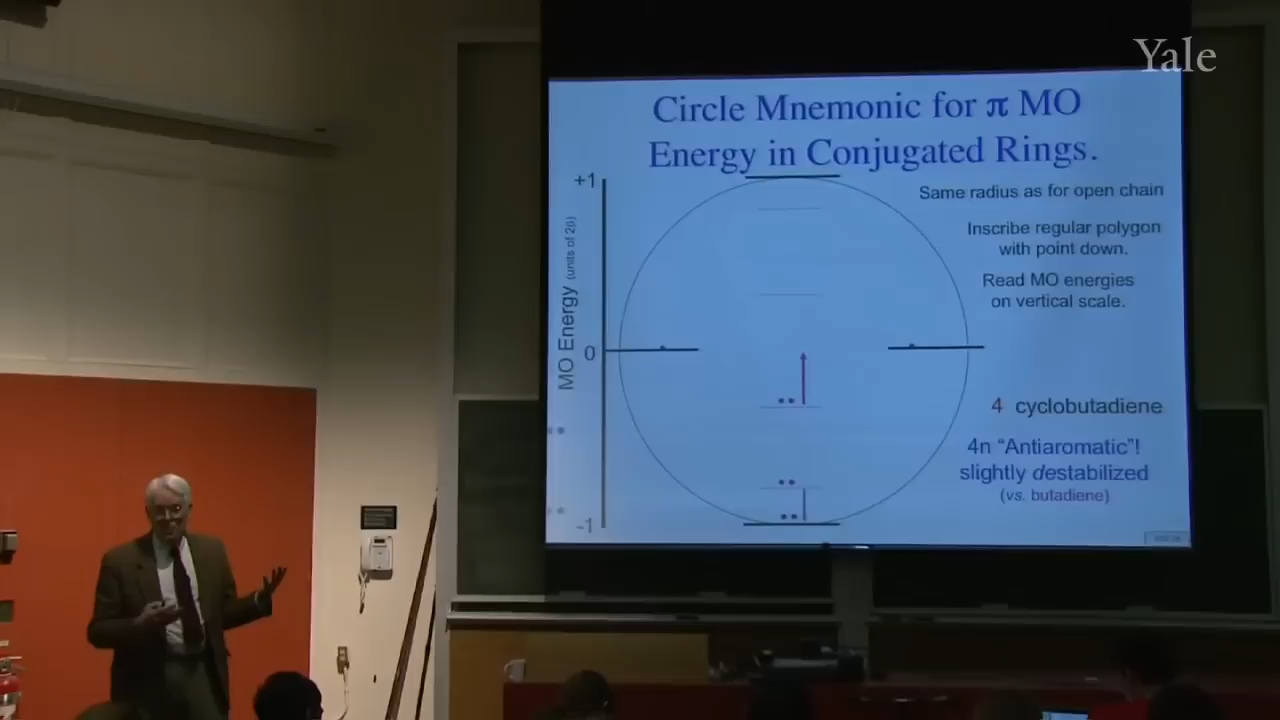 Yale
Circle Mnemonic for π MO
Energy in Conjugated Rings.
+1
Same radius as for open chain
Inscribe regular polygon
with point down.
Read MO energies
on vertical scale.
MO Energy (units of 2β)
0
4 cyclobutadiene
4n “Antiaromatic”!
slightly destabilized
(vs. butadiene)
-1